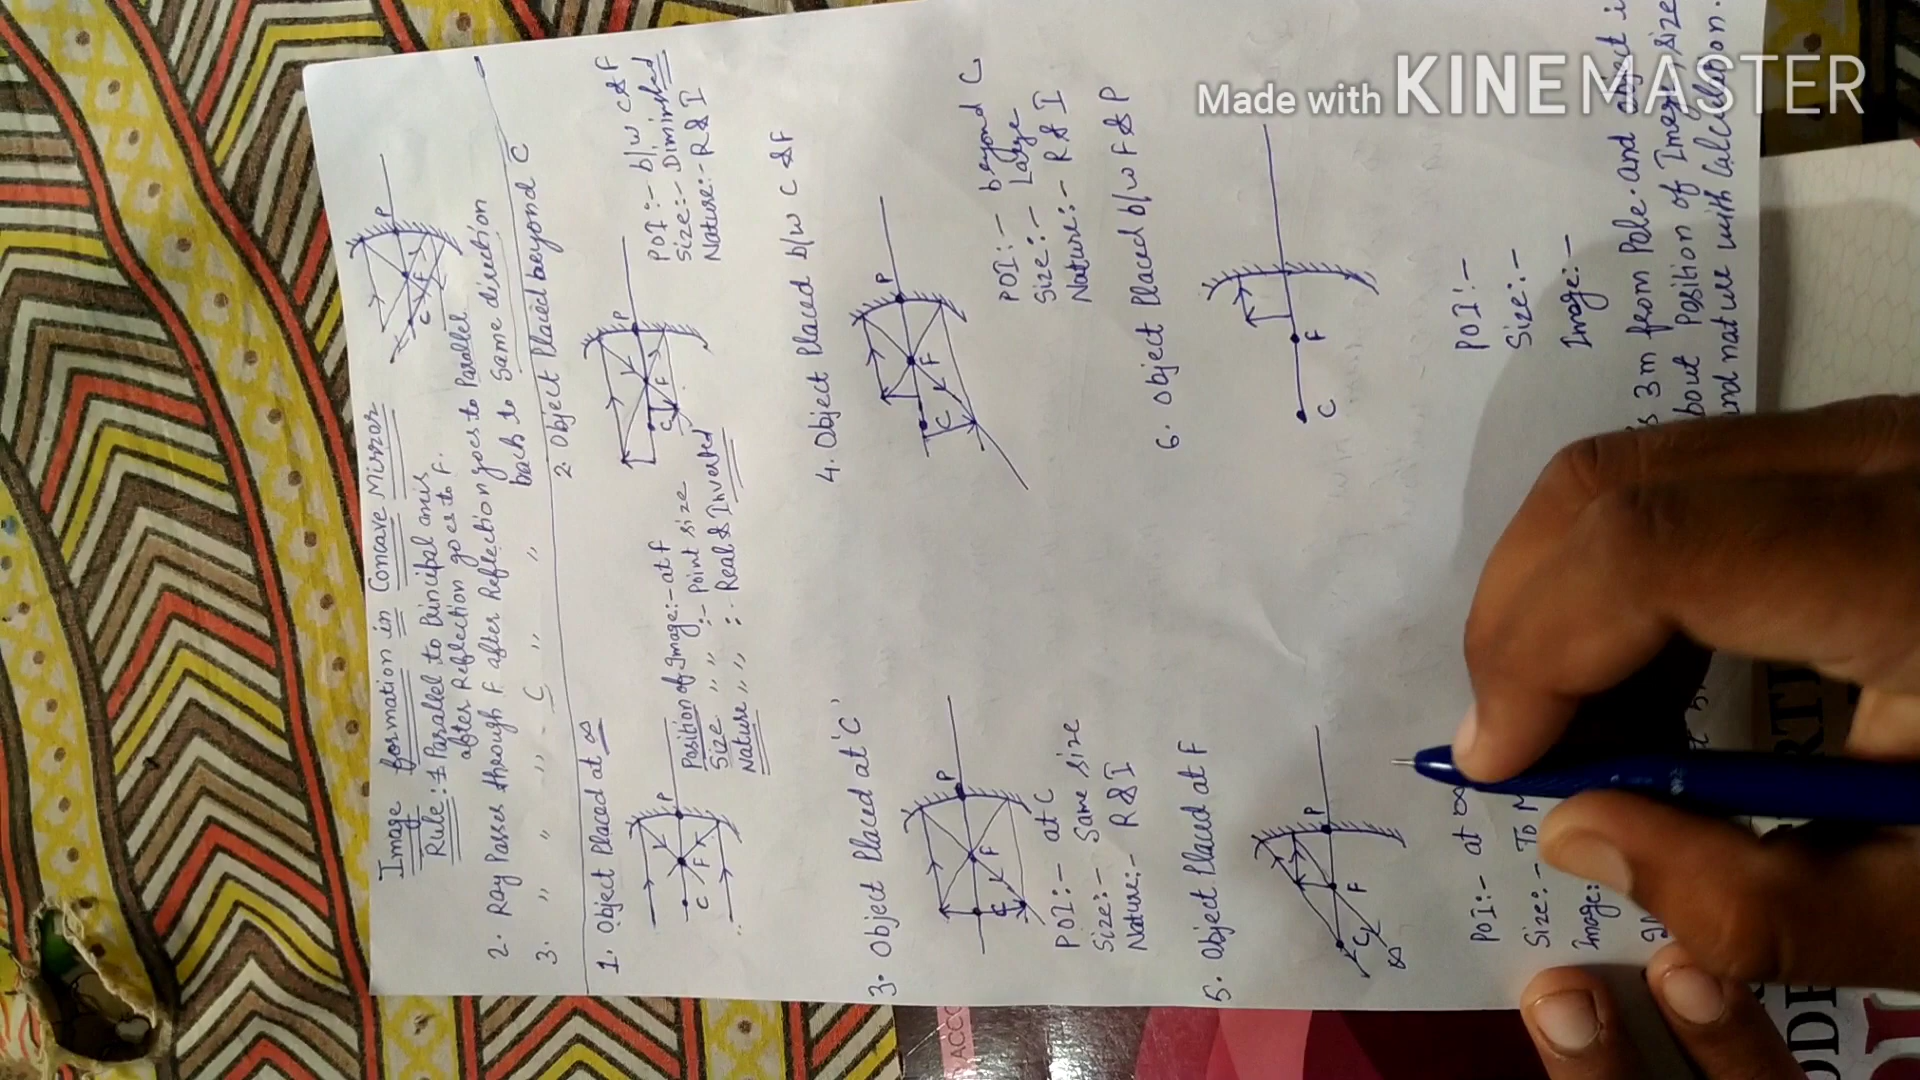 Image formation in Concave Mirror
Rule:- 1 Parallel to Principal axis
after Reflection goes to F.
2. Ray Passes through F after Reflection goes to Parallel
3. " " " - C " " back to Same direction
1. Object Placed at ∞
C F P
Position of Image:- at F
Size " " :- Point size
Nature " " :- Real & Inverted
2. Object Placed beyond C
C F P
POI:- b/w C & F
Size:- Diminished
Nature:- R & I
3. Object Placed at 'C'
C F P
POI:- at C
Size:- Same size
Nature:- R & I
4. Object Placed b/w C & F
C F P
POI:- beyond C
Size:- Large
Nature:- R & I
5. Object Placed at F
C F P
∞
POI:- at ∞
Size:- To M
Image:
6. Object Placed b/w F & P
C F
POI:-
Size:-
Image:-
3 m from Pole. and object i
bout Position of Image, size
and nature with Calculation.
Made with KINEMASTER
ACCO